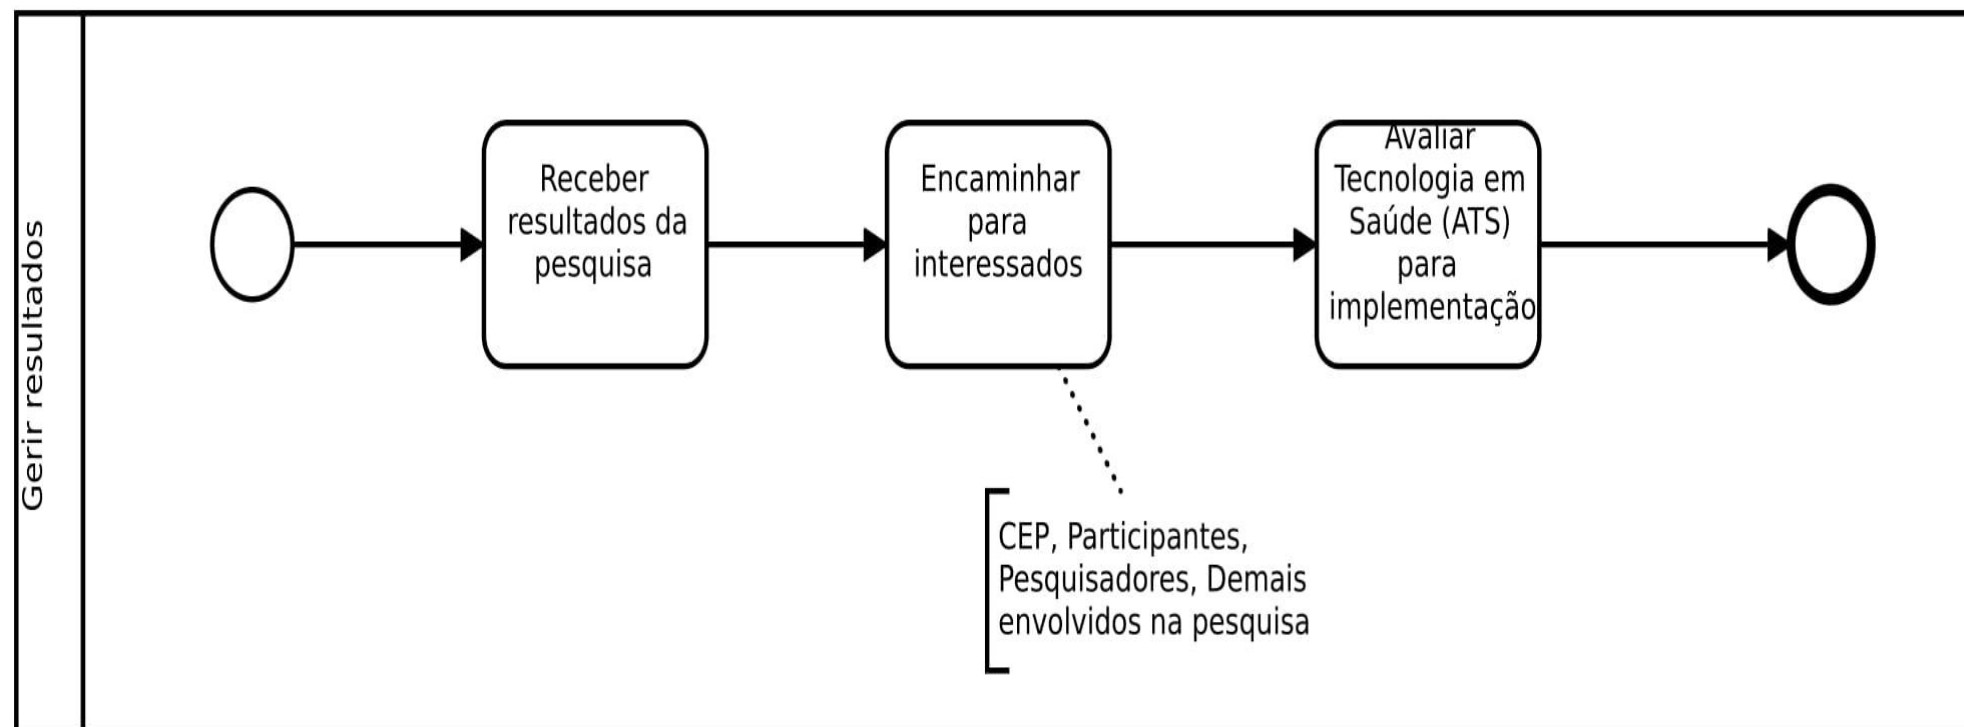 Gerir resultados
Receber
resultados da
pesquisa
Encaminhar
para
interessados
Avaliar
Tecnologia em
Saúde (ATS)
para
implementação
CEP, Participantes,
Pesquisadores, Demais
envolvidos na pesquisa